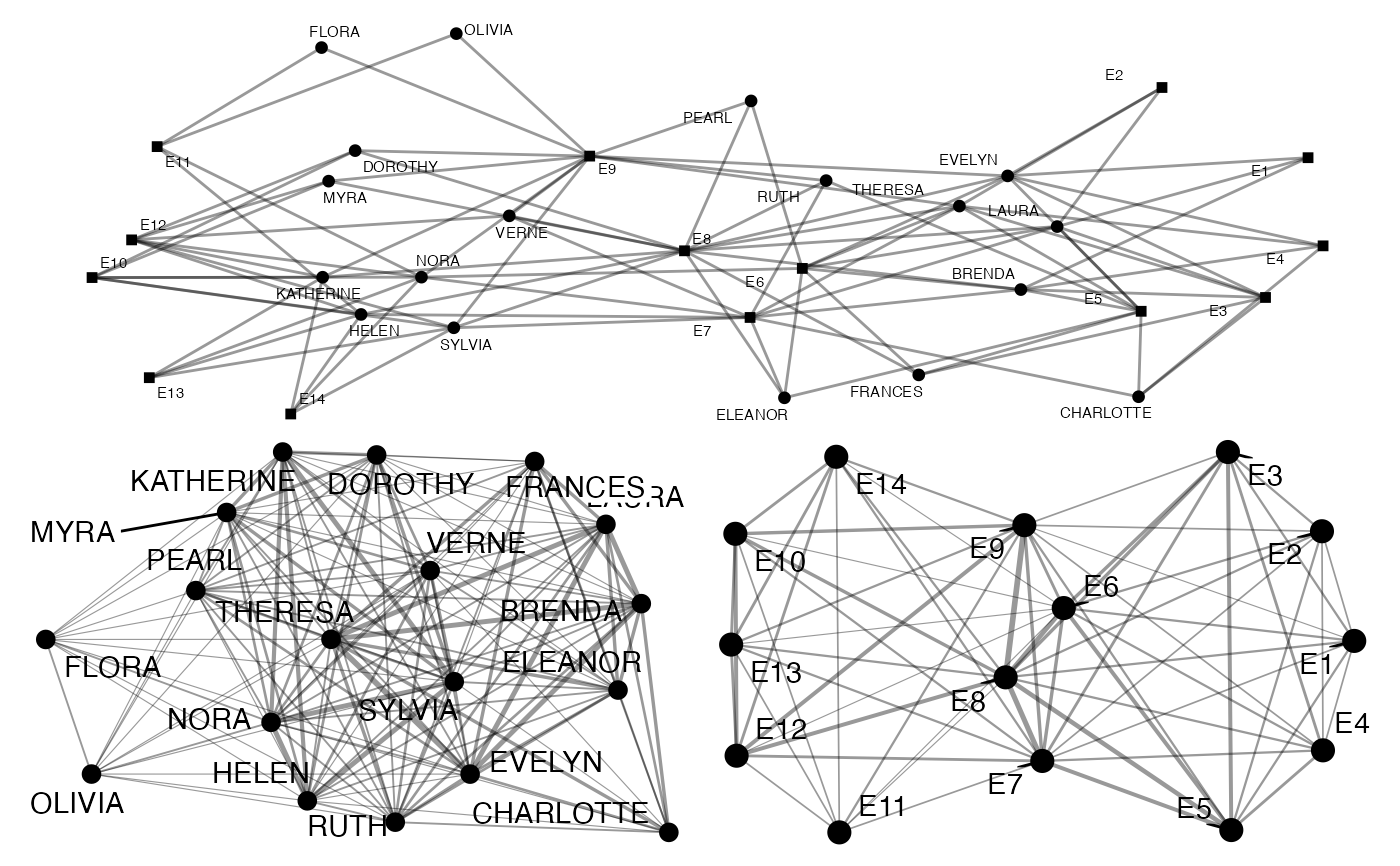 FLORA
OLIVIA
E2
PEARL
E11
DOROTHY
E9
EVELYN
E1
MYRA
RUTH
THERESA
LAURA
E12
VERNE
E8
E10
NORA
E4
KATHERINE
E6
BRENDA
E5
E3
HELEN
SYLVIA
E7
E13
E14
ELEANOR
FRANCES
CHARLOTTE
KATHERINE
DOROTHY
FRANCES
MYRA
PEARL
VERNE
THERESA
BRENDA
FLORA
ELEANOR
NORA
SYLVIA
HELEN
EVELYN
OLIVIA
RUTH
CHARLOTTE
E14
E3
E10
E9
E2
E6
E13
E1
E8
E12
E4
E7
E11
E5